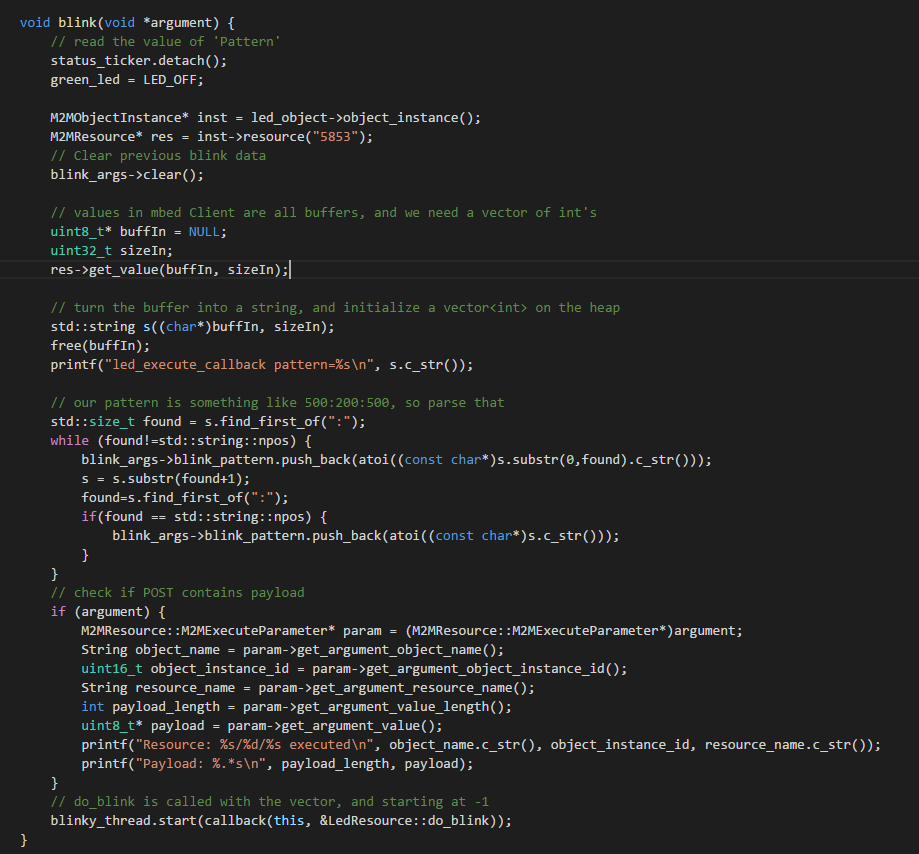 void blink(void *argument) {
    // read the value of 'Pattern'
    status_ticker.detach();
    green_led = LED_OFF;

    M2MObjectInstance* inst = led_object->object_instance();
    M2MResource* res = inst->resource("5853");
    // Clear previous blink data
    blink_args->clear();

    // values in mbed Client are all buffers, and we need a vector of int's
    uint8_t* buffIn = NULL;
    uint32_t sizeIn;
    res->get_value(buffIn, sizeIn);

    // turn the buffer into a string, and initialize a vector<int> on the heap
    std::string s((char*)buffIn, sizeIn);
    free(buffIn);
    printf("led_execute_callback pattern=%s\n", s.c_str());

    // our pattern is something like 500:200:500, so parse that
    std::size_t found = s.find_first_of(":");
    while (found!=std::string::npos) {
        blink_args->blink_pattern.push_back(atoi((const char*)s.substr(0,found).c_str()));
        s = s.substr(found+1);
        found=s.find_first_of(":");
        if(found == std::string::npos) {
            blink_args->blink_pattern.push_back(atoi((const char*)s.c_str()));
        }
    }
    // check if POST contains payload
    if (argument) {
        M2MResource::M2MExecuteParameter* param = (M2MResource::M2MExecuteParameter*)argument;
        String object_name = param->get_argument_object_name();
        uint16_t object_instance_id = param->get_argument_object_instance_id();
        String resource_name = param->get_argument_resource_name();
        int payload_length = param->get_argument_value_length();
        uint8_t* payload = param->get_argument_value();
        printf("Resource: %s/%d/%s executed\n", object_name.c_str(), object_instance_id, resource_name.c_str());
        printf("Payload: %.*s\n", payload_length, payload);
    }
    // do_blink is called with the vector, and starting at -1
    blinky_thread.start(callback(this, &LedResource::do_blink));
}